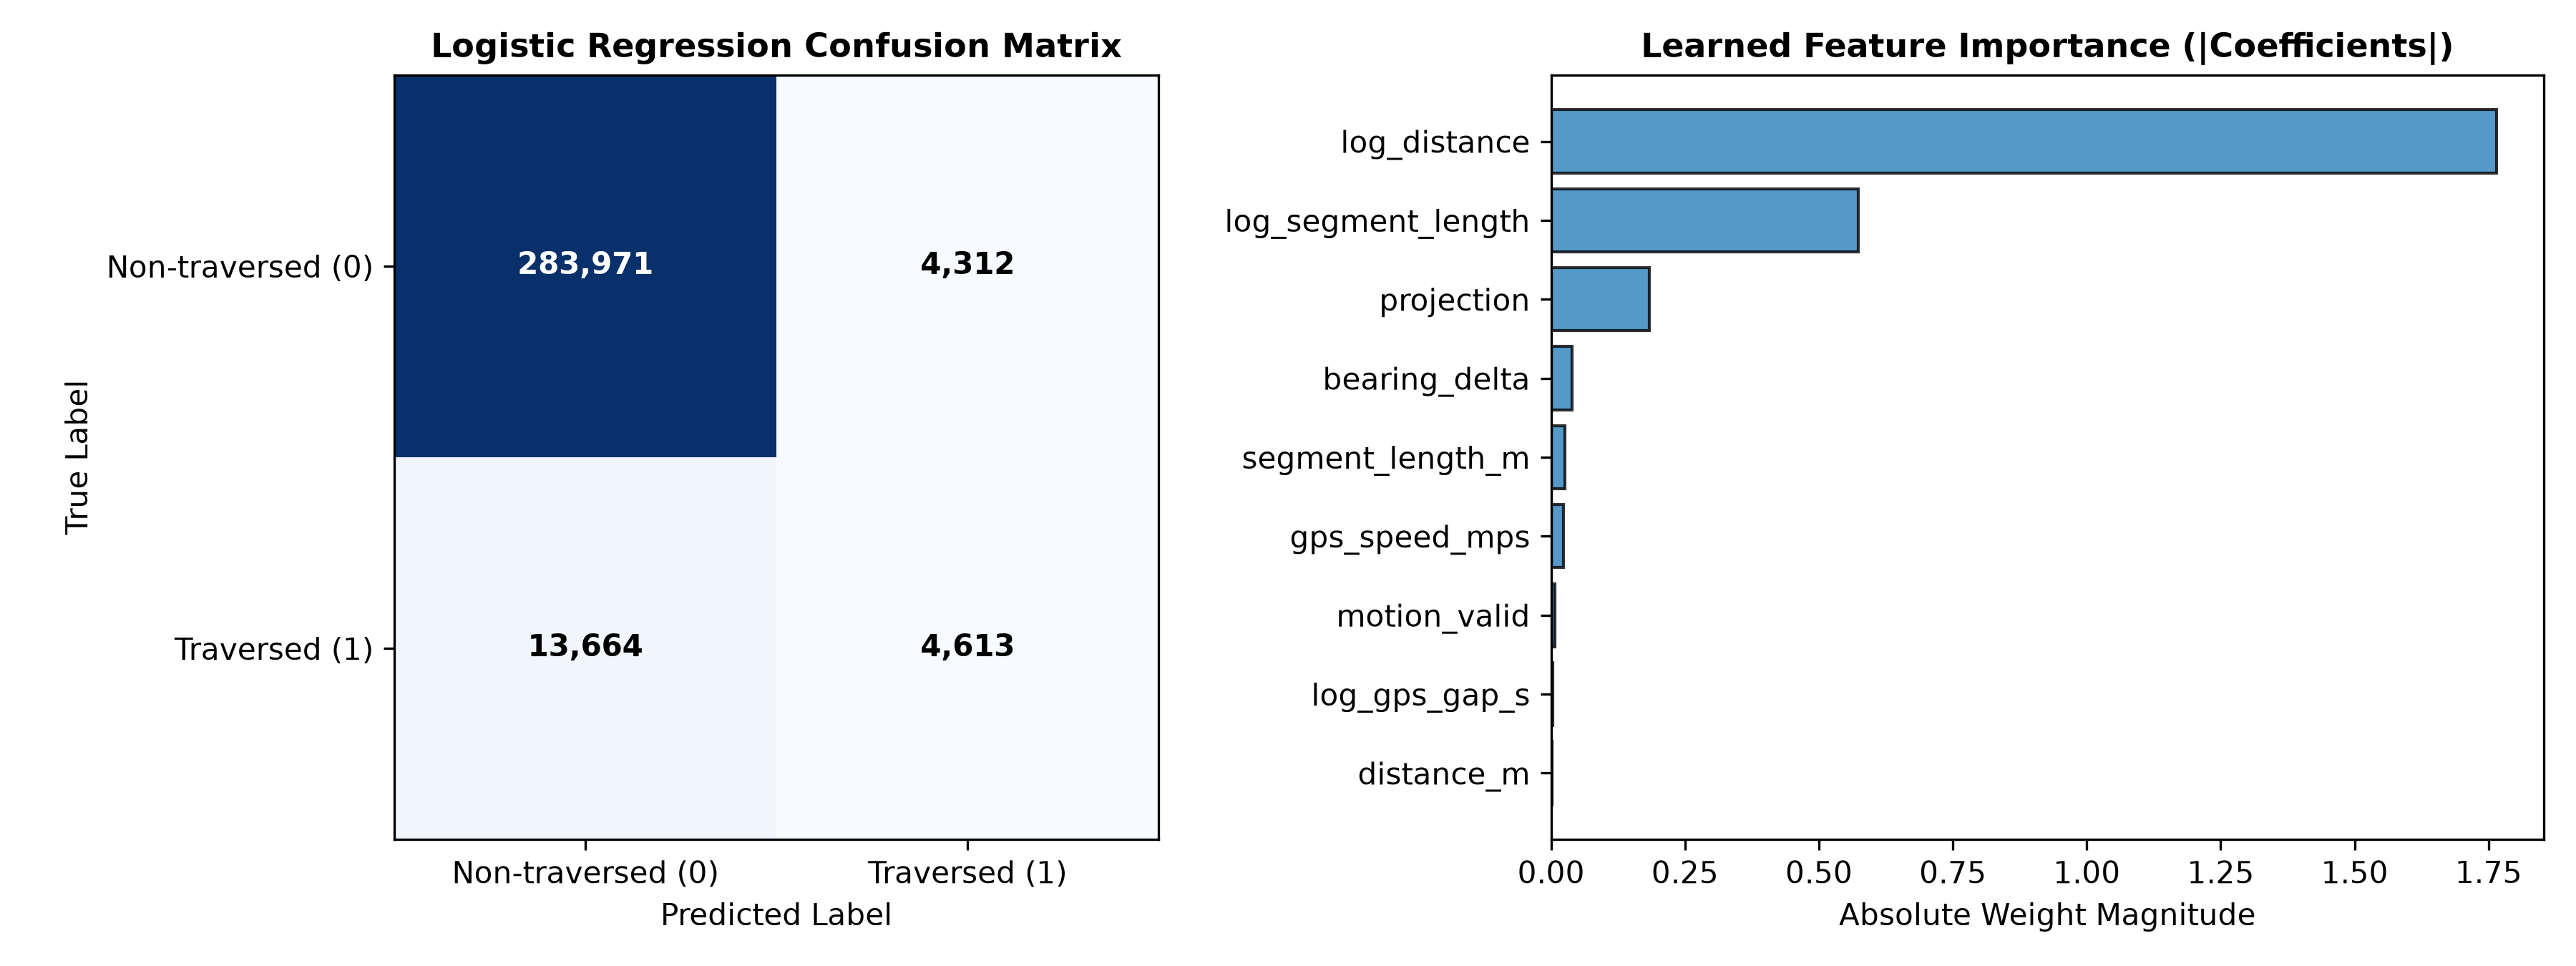 Logistic Regression Confusion Matrix
True Label
Non-traversed (0)
283,971
4,312
Traversed (1)
13,664
4,613
Non-traversed (0)
Traversed (1)
Predicted Label
Learned Feature Importance (|Coefficients|)
log_distance
log_segment_length
projection
bearing_delta
segment_length_m
gps_speed_mps
motion_valid
log_gps_gap_s
distance_m
0.00 0.25 0.50 0.75 1.00 1.25 1.50 1.75
Absolute Weight Magnitude